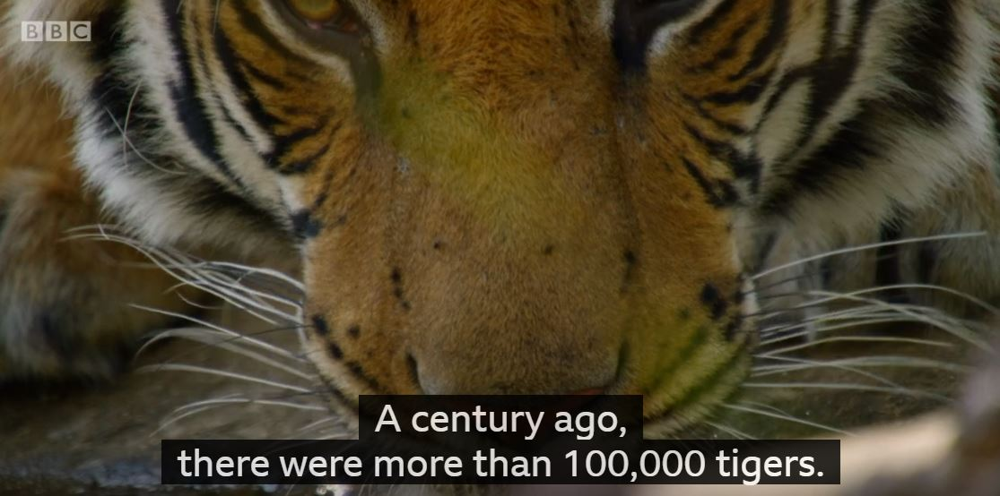 BBC
A century ago,
there were more than 100,000 tigers.